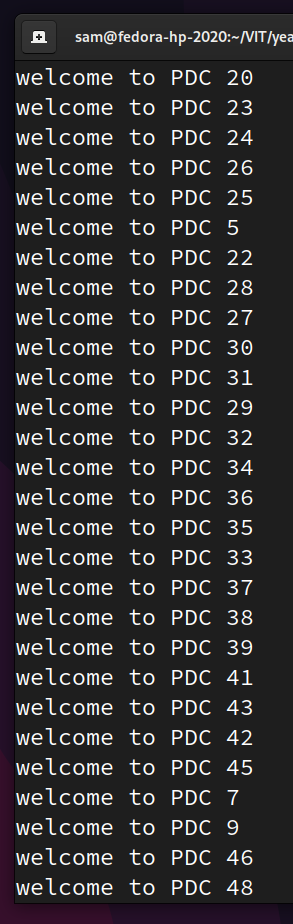 sam@fedora-hp-2020:~/VIT/yea
welcome to PDC 20
welcome to PDC 23
welcome to PDC 24
welcome to PDC 26
welcome to PDC 25
welcome to PDC 5
welcome to PDC 22
welcome to PDC 28
welcome to PDC 27
welcome to PDC 30
welcome to PDC 31
welcome to PDC 29
welcome to PDC 32
welcome to PDC 34
welcome to PDC 36
welcome to PDC 35
welcome to PDC 33
welcome to PDC 37
welcome to PDC 38
welcome to PDC 39
welcome to PDC 41
welcome to PDC 43
welcome to PDC 42
welcome to PDC 45
welcome to PDC 7
welcome to PDC 9
welcome to PDC 46
welcome to PDC 48